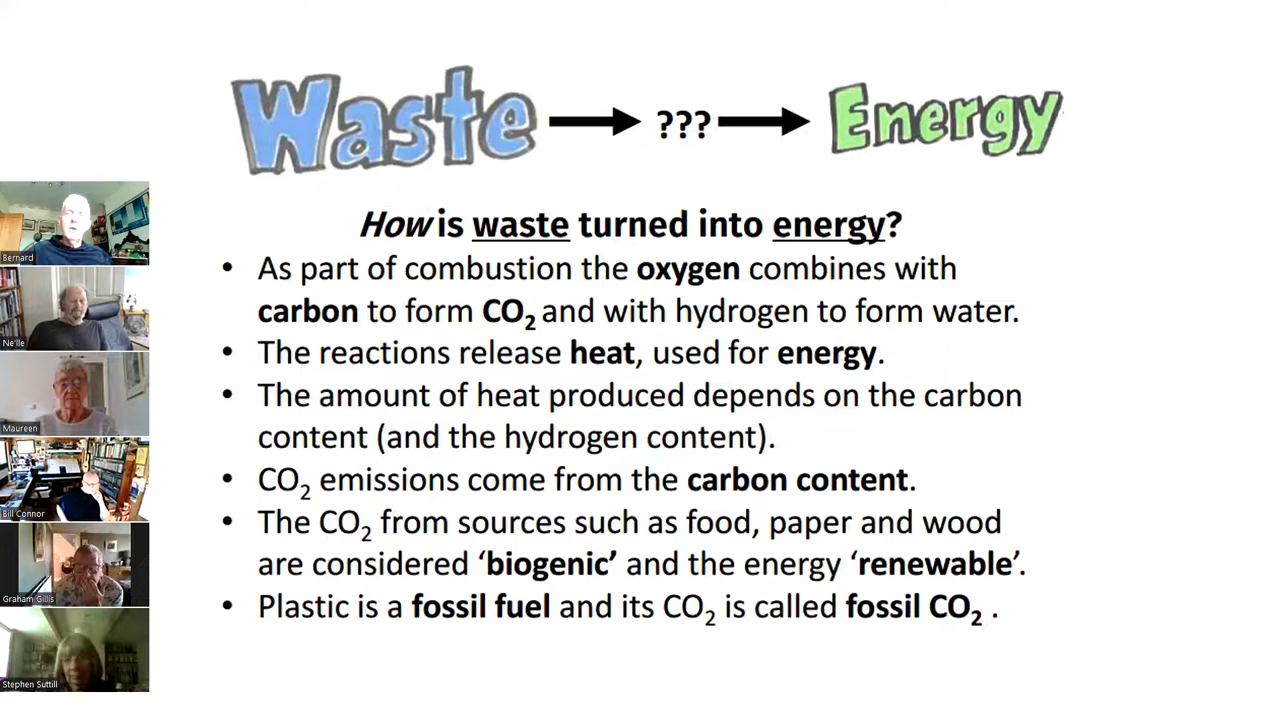 Waste → ??? → Energy
How is waste turned into energy?
• As part of combustion the oxygen combines with
carbon to form CO₂ and with hydrogen to form water.
• The reactions release heat, used for energy.
• The amount of heat produced depends on the carbon
content (and the hydrogen content).
• CO₂ emissions come from the carbon content.
• The CO₂ from sources such as food, paper and wood
are considered ‘biogenic’ and the energy ‘renewable’.
• Plastic is a fossil fuel and its CO₂ is called fossil CO₂ .
Bernard
Ne'lle
Maureen
Bill Connor
Graham Gillis
Stephen Suttill